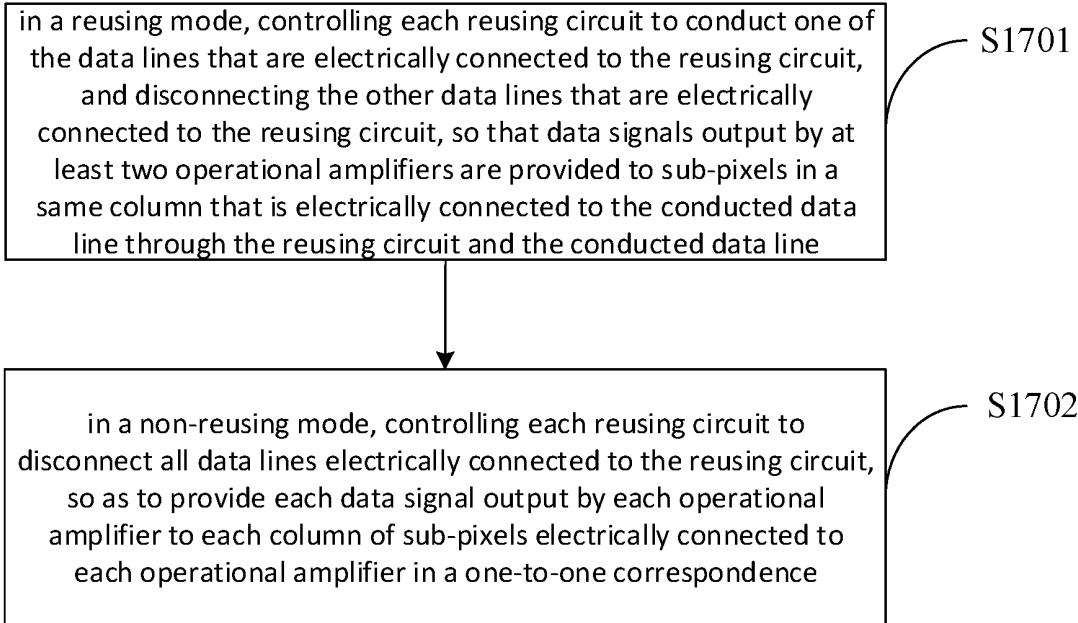 in a reusing mode, controlling each reusing circuit to conduct one of
the data lines that are electrically connected to the reusing circuit,
and disconnecting the other data lines that are electrically
connected to the reusing circuit, so that data signals output by at
least two operational amplifiers are provided to sub-pixels in a
same column that is electrically connected to the conducted data
line through the reusing circuit and the conducted data line
S1701
in a non-reusing mode, controlling each reusing circuit to
disconnect all data lines electrically connected to the reusing circuit,
so as to provide each data signal output by each operational
amplifier to each column of sub-pixels electrically connected to
each operational amplifier in a one-to-one correspondence
S1702